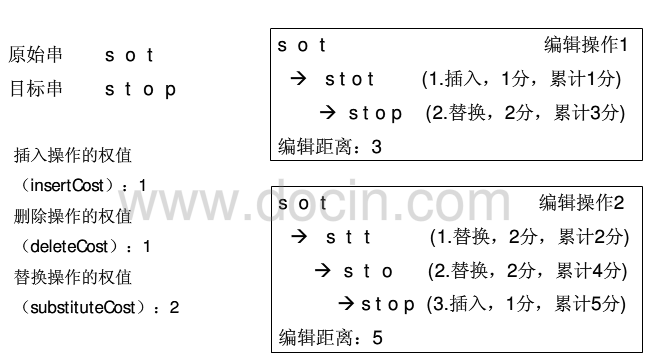 原始串 s o t
目标串 s t o p
插入操作的权值
（insertCost）：1
删除操作的权值
（deleteCost）：1
替换操作的权值
（substituteCost）：2
s o t 编辑操作1
→ s t o t (1.插入，1分，累计1分)
→ s t o p (2.替换，2分，累计3分)
编辑距离：3
s o t 编辑操作2
→ s t t (1.替换，2分，累计2分)
→ s t o (2.替换，2分，累计4分)
→ s t o p (3.插入，1分，累计5分)
编辑距离：5
www.docin.com